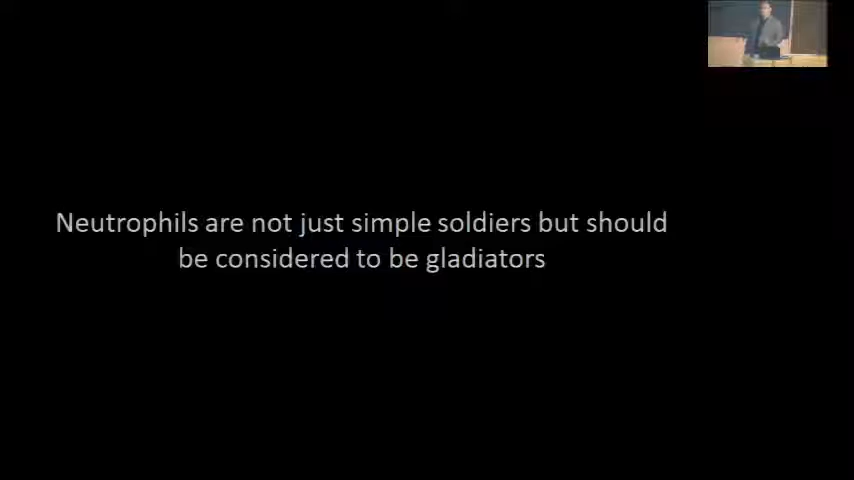 Neutrophils are not just simple soldiers but should
be considered to be gladiators